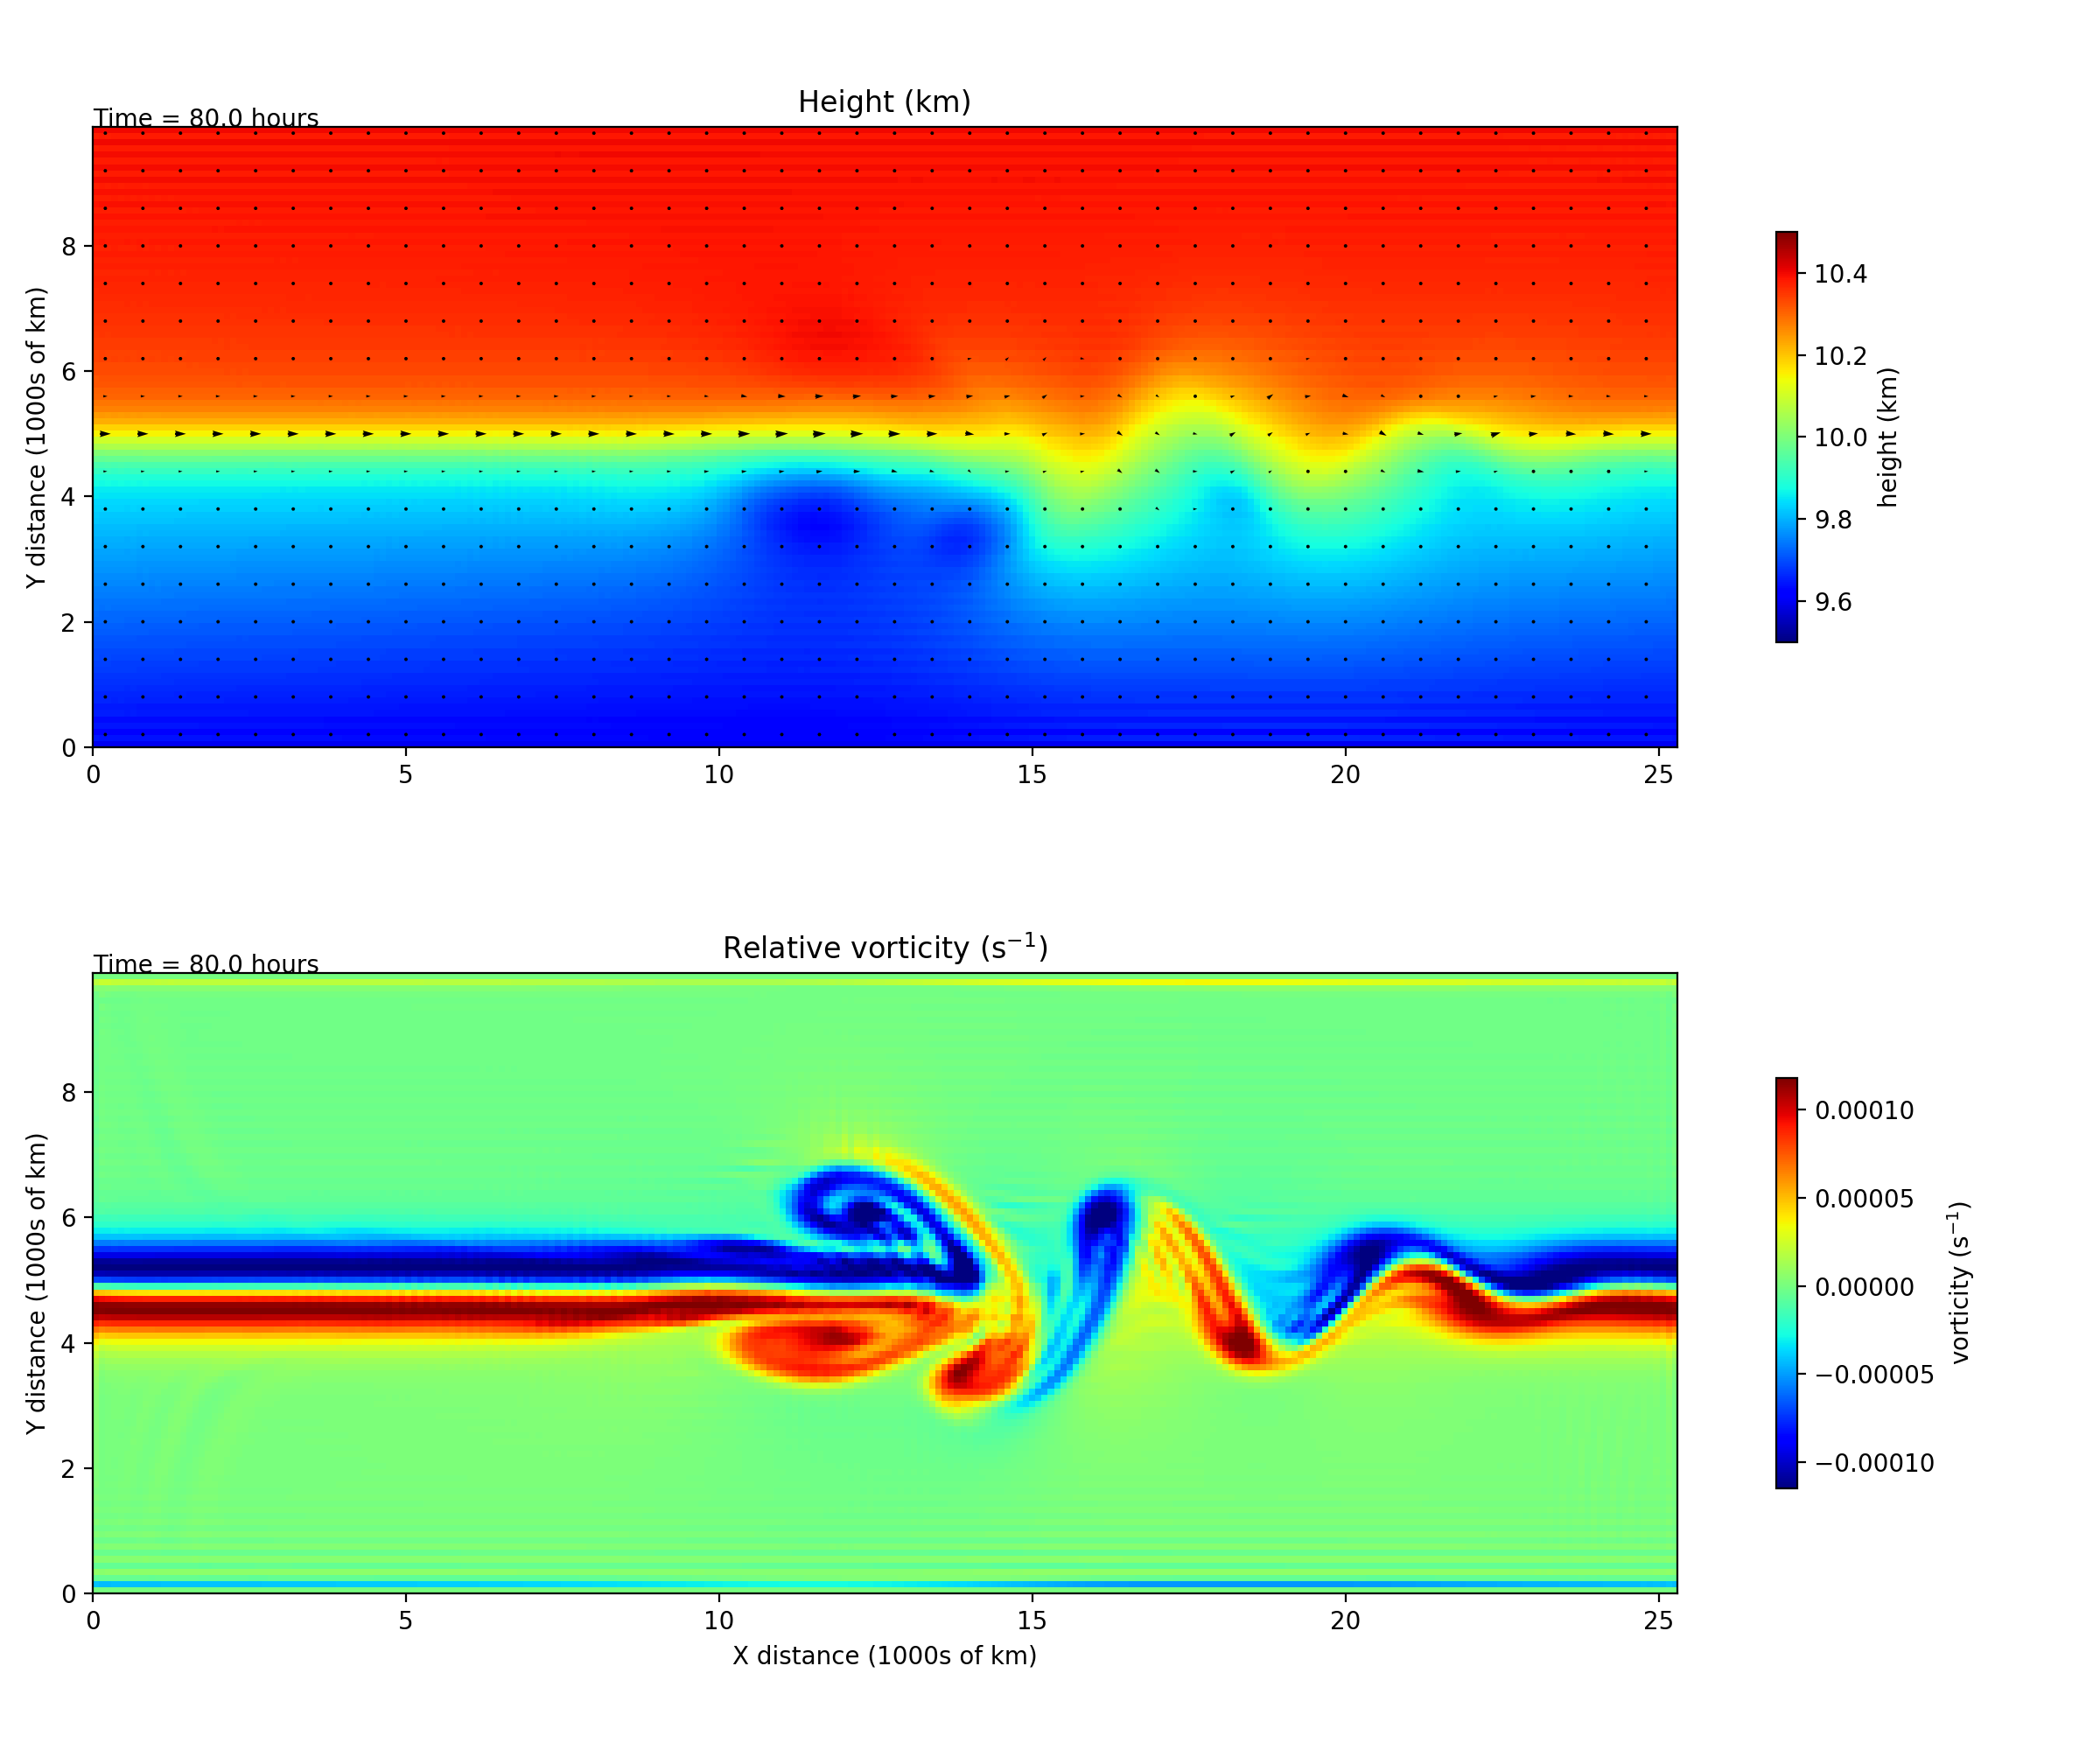 Height (km)
Time = 80.0 hours
Y distance (1000s of km)
8
6
4
2
0
0 5 10 15 20 25
10.4
10.2
10.0
9.8
9.6
height (km)
Relative vorticity (s⁻¹)
Time = 80.0 hours
Y distance (1000s of km)
8
6
4
2
0
0 5 10 15 20 25
X distance (1000s of km)
0.00010
0.00005
0.00000
−0.00005
−0.00010
vorticity (s⁻¹)